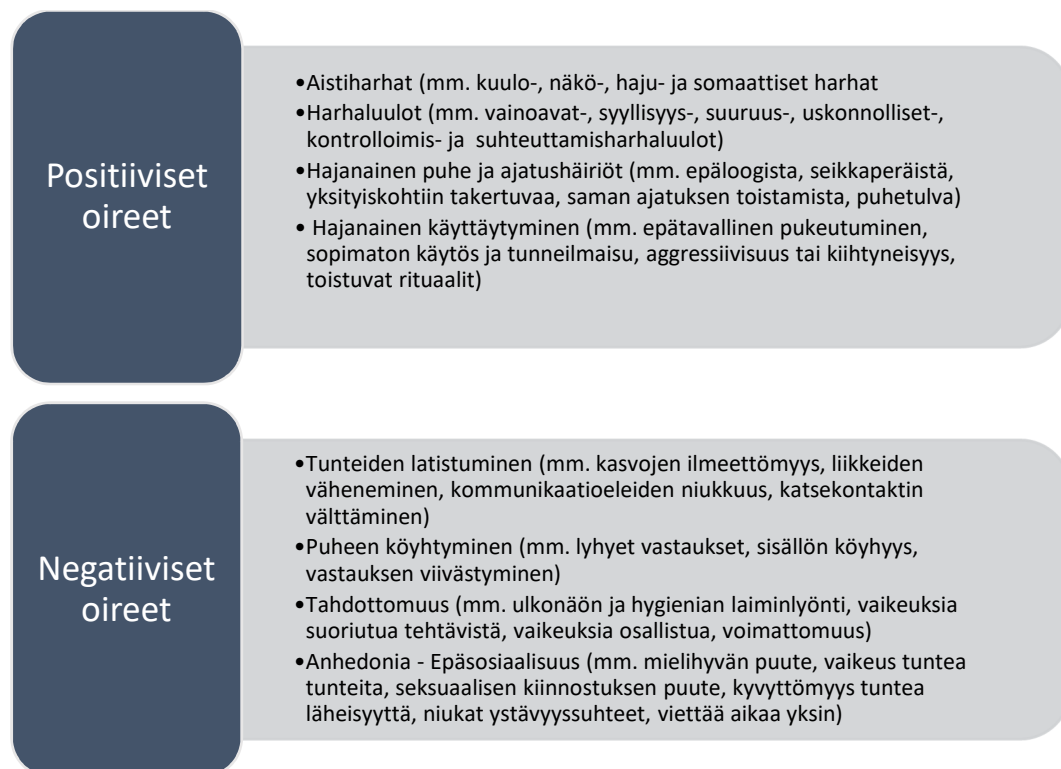 Positiiviset
oireet
•Aistiharhat (mm. kuulo-, näkö-, haju- ja somaattiset harhat
•Harhaluulot (mm. vainoavat-, syyllisyys-, suuruus-, uskonnolliset-,
kontrolloimis- ja  suhteuttamisharhaluulot)
•Hajanainen puhe ja ajatushäiriöt (mm. epäloogista, seikkaperäistä,
yksityiskohtiin takertuvaa, saman ajatuksen toistamista, puhetulva)
• Hajanainen käyttäytyminen (mm. epätavallinen pukeutuminen,
sopimaton käytös ja tunneilmaisu, aggressiivisuus tai kiihtyneisyys,
toistuvat rituaalit)
Negatiiviset
oireet
•Tunteiden latistuminen (mm. kasvojen ilmeettömyys, liikkeiden
väheneminen, kommunikaatioeleiden niukkuus, katsekontaktin
välttäminen)
•Puheen köyhtyminen (mm. lyhyet vastaukset, sisällön köyhyys,
vastauksen viivästyminen)
•Tahdottomuus (mm. ulkonäön ja hygienian laiminlyönti, vaikeuksia
suoriutua tehtävistä, vaikeuksia osallistua, voimattomuus)
•Anhedonia - Epäsosiaalisuus (mm. mielihyvän puute, vaikeus tuntea
tunteita, seksuaalisen kiinnostuksen puute, kyvyttömyys tuntea
läheisyyttä, niukat ystävyyssuhteet, viettää aikaa yksin)